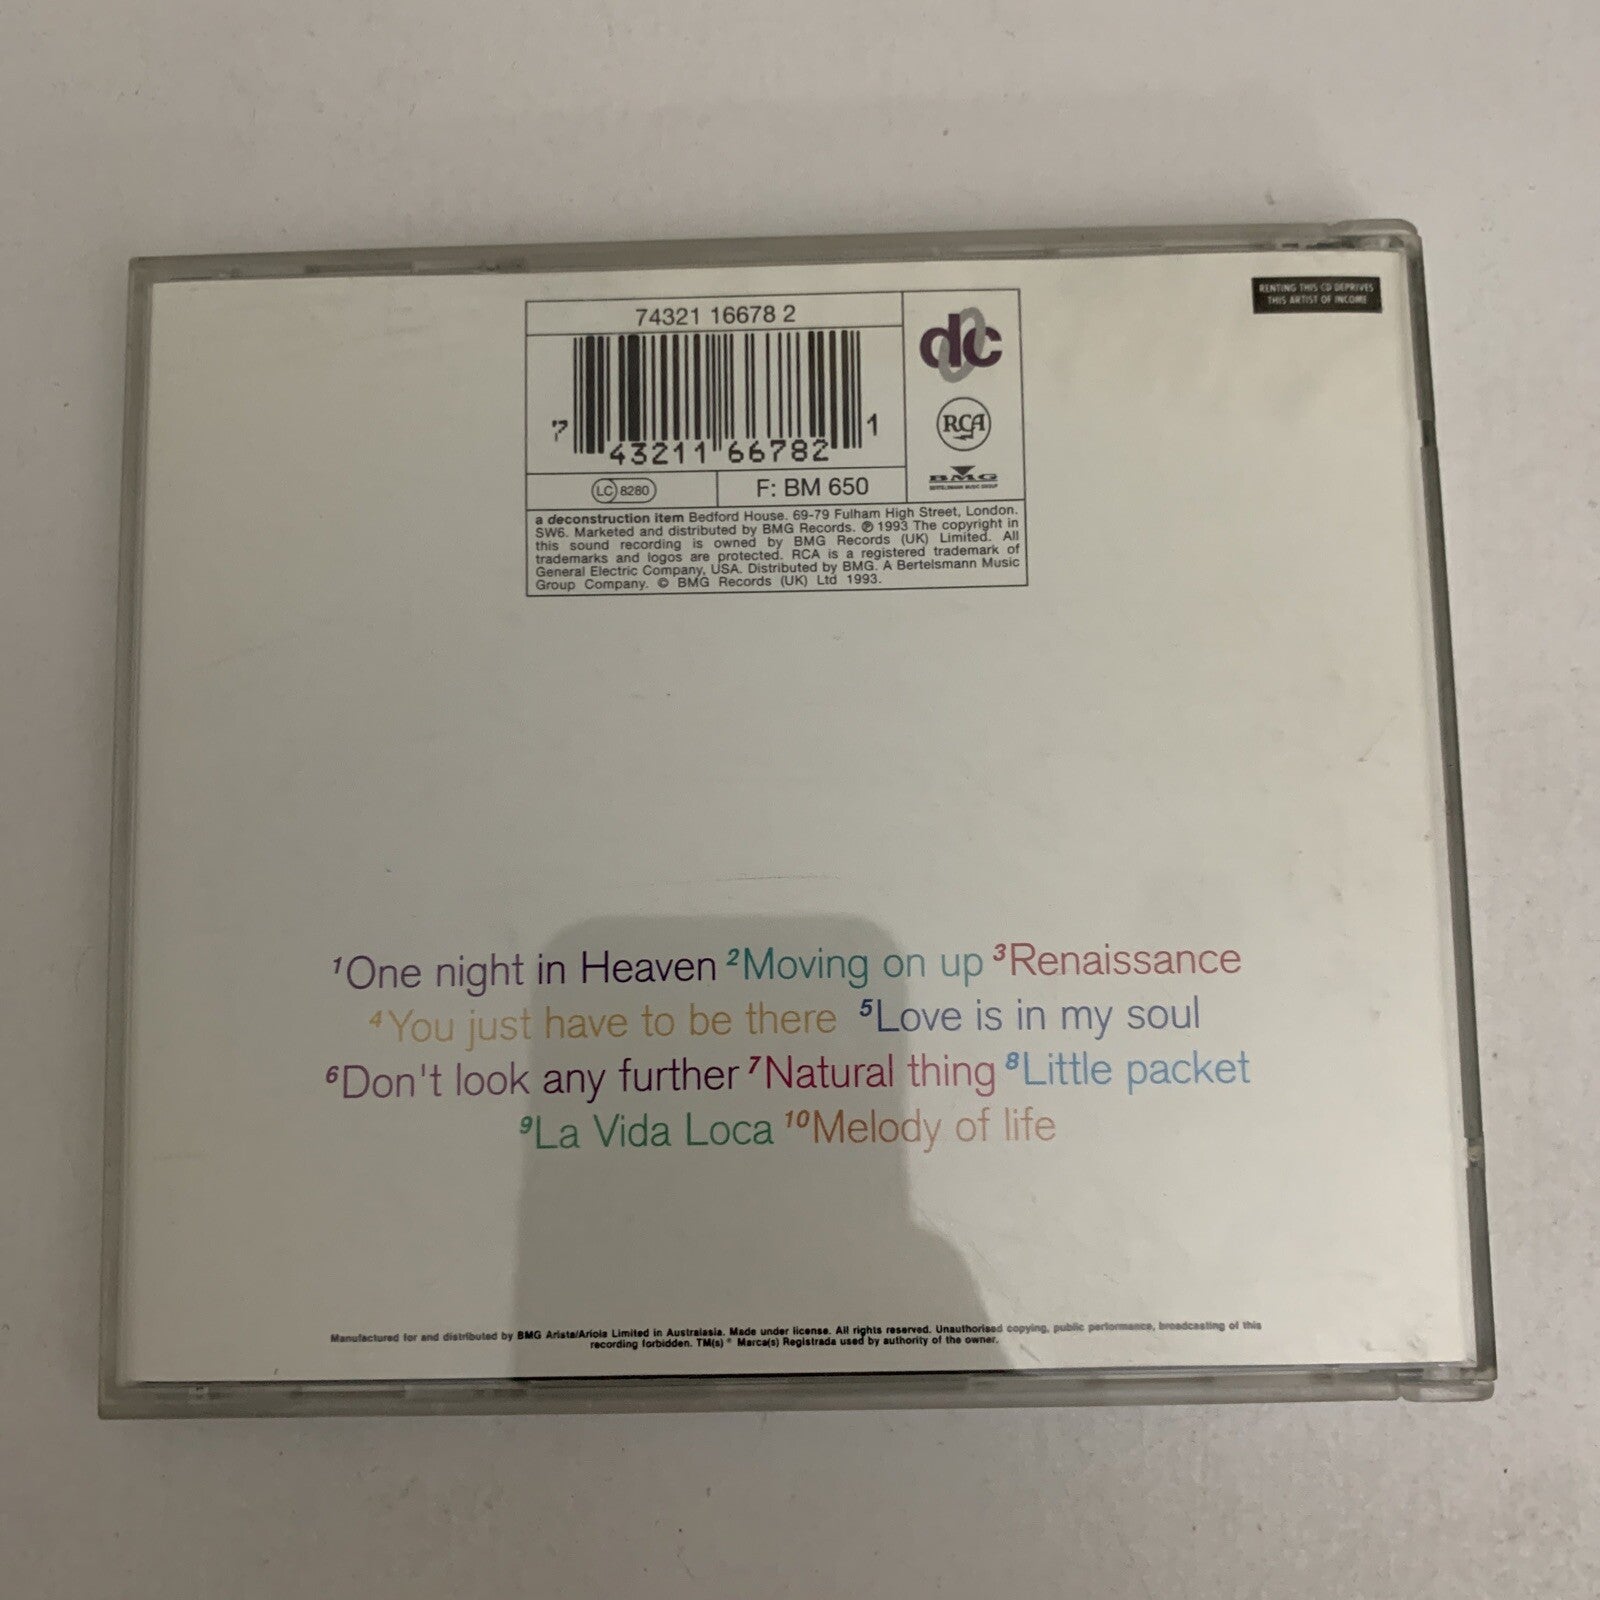 RENTING THIS CD DEPRIVES
THIS ARTIST OF INCOME
74321 16678 2
7 43211 66782 1
dc
RCA
BMG
BERTELSMANN MUSIC GROUP
LC 8280
F: BM 650
a deconstruction item Bedford House. 69-79 Fulham High Street, London.
SW6. Marketed and distributed by BMG Records. ℗ 1993 The copyright in
this sound recording is owned by BMG Records (UK) Limited. All
trademarks and logos are protected. RCA is a registered trademark of
General Electric Company, USA. Distributed by BMG. A Bertelsmann Music
Group Company. © BMG Records (UK) Ltd 1993.
1One night in Heaven 2Moving on up 3Renaissance
4You just have to be there 5Love is in my soul
6Don't look any further 7Natural thing 8Little packet
9La Vida Loca 10Melody of life
Manufactured for and distributed by BMG Arista/Ariola Limited in Australasia. Made under license. All rights reserved. Unauthorised copying, public performance, broadcasting of this
recording forbidden. TM(s) ® Marca(s) Registrada used by authority of the owner.